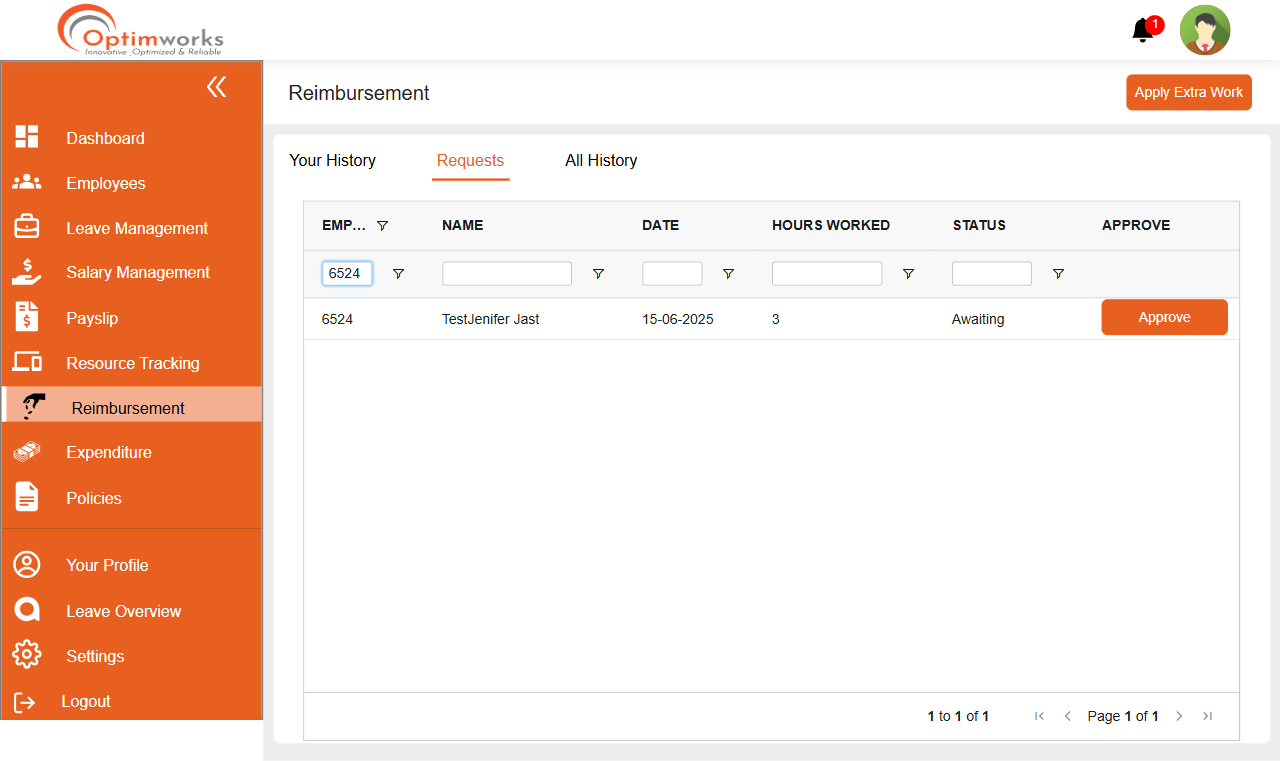 Optimworks
Innovative ,Optimized & Reliable
1
Dashboard
Employees
Leave Management
Salary Management
Payslip
Resource Tracking
Reimbursement
Expenditure
Policies
Your Profile
Leave Overview
Settings
Logout
Reimbursement
Apply Extra Work
Your History
Requests
All History
EMP... NAME DATE HOURS WORKED STATUS APPROVE
6524
6524 TestJenifer Jast 15-06-2025 3 Awaiting Approve
1 to 1 of 1 Page 1 of 1